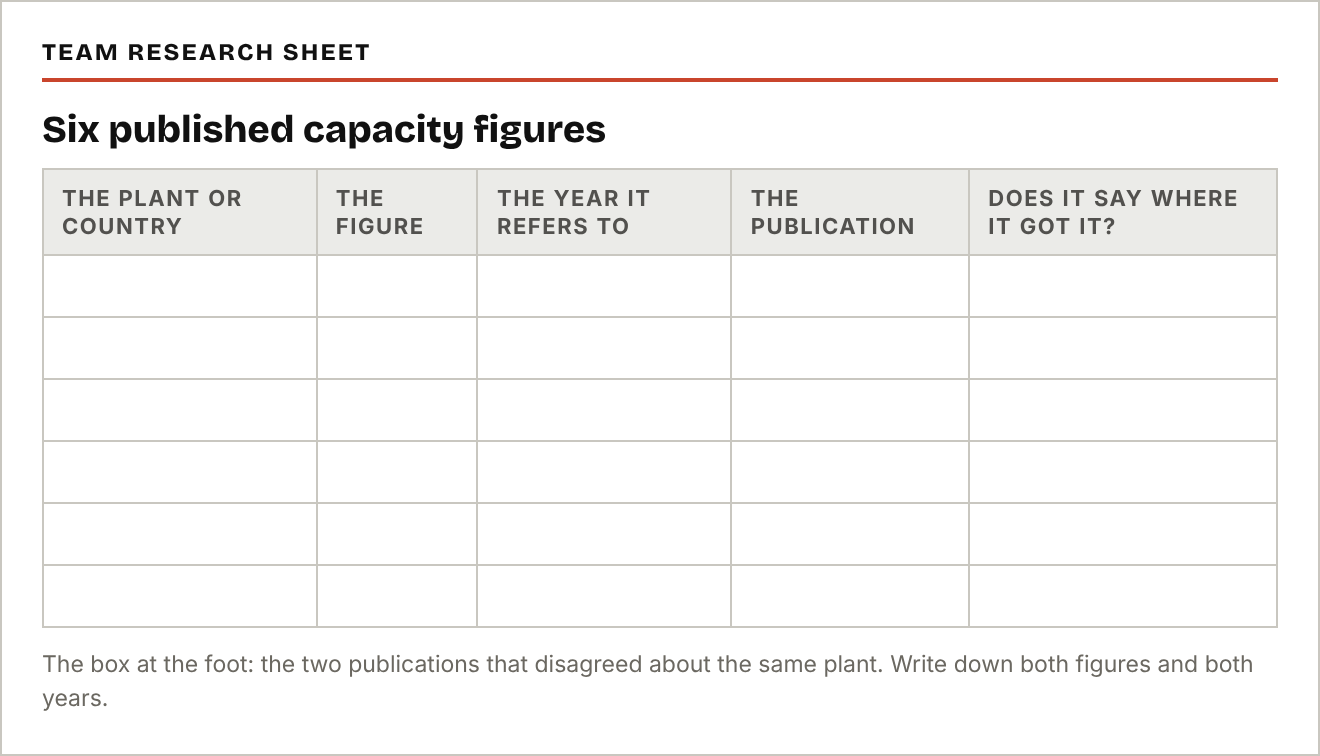 TEAM RESEARCH SHEET
Six published capacity figures
THE PLANT OR COUNTRY
THE FIGURE
THE YEAR IT REFERS TO
THE PUBLICATION
DOES IT SAY WHERE IT GOT IT?
The box at the foot: the two publications that disagreed about the same plant. Write down both figures and both
years.